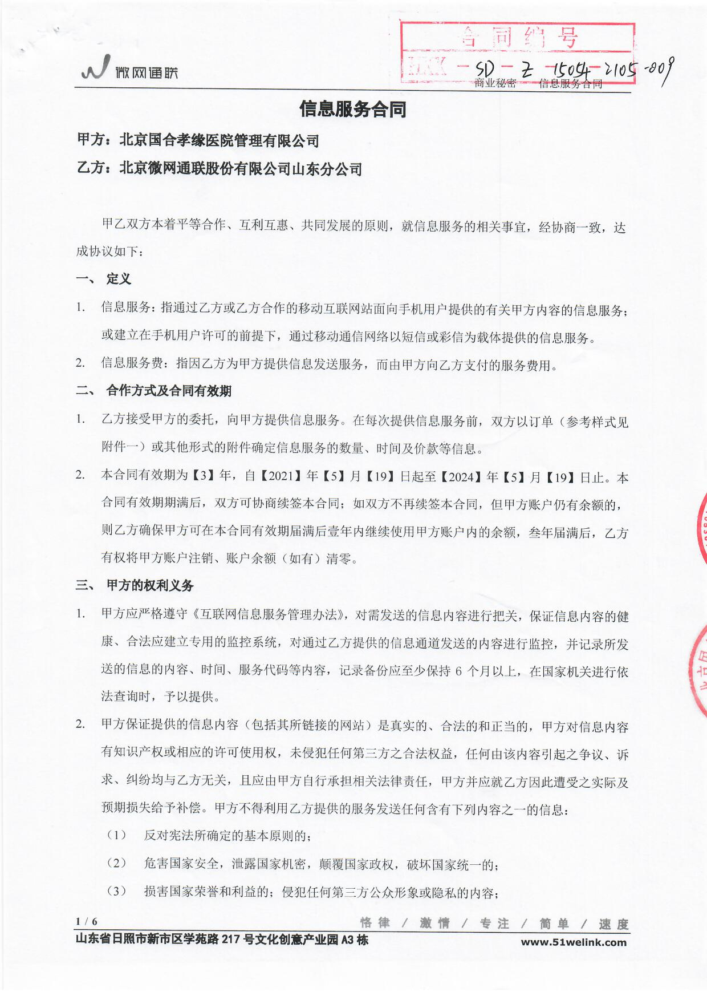 合同编号
SD - Z - 15054 - 2105 - 009
微网通联
商业秘密 信息服务合同
信息服务合同
甲方：北京国合孝缘医院管理有限公司
乙方：北京微网通联股份有限公司山东分公司
甲乙双方本着平等合作、互利互惠、共同发展的原则，就信息服务的相关事宜，经协商一致，达
成协议如下：
一、 定义
1. 信息服务：指通过乙方或乙方合作的移动互联网站面向手机用户提供的有关甲方内容的信息服务；
或建立在手机用户许可的前提下，通过移动通信网络以短信或彩信为载体提供的信息服务。
2. 信息服务费：指因乙方为甲方提供信息发送服务，而由甲方向乙方支付的服务费用。
二、 合作方式及合同有效期
1. 乙方接受甲方的委托，向甲方提供信息服务。在每次提供信息服务前，双方以订单（参考样式见
附件一）或其他形式的附件确定信息服务的数量、时间及价款等信息。
2. 本合同有效期为【3】年，自【2021】年【5】月【19】日起至【2024】年【5】月【19】日止。本
合同有效期期满后，双方可协商续签本合同；如双方不再续签本合同，但甲方账户仍有余额的，
则乙方确保甲方可在本合同有效期届满后壹年内继续使用甲方账户内的余额，叁年届满后，乙方
有权将甲方账户注销、账户余额（如有）清零。
三、 甲方的权利义务
1. 甲方应严格遵守《互联网信息服务管理办法》，对需发送的信息内容进行把关，保证信息内容的健
康、合法应建立专用的监控系统，对通过乙方提供的信息通道发送的内容进行监控，并记录所发
送的信息的内容、时间、服务代码等内容，记录备份应至少保持 6 个月以上，在国家机关进行依
法查询时，予以提供。
2. 甲方保证提供的信息内容（包括其所链接的网站）是真实的、合法的和正当的，甲方对信息内容
有知识产权或相应的许可使用权，未侵犯任何第三方之合法权益，任何由该内容引起之争议、诉
求、纠纷均与乙方无关，且应由甲方自行承担相关法律责任，甲方并应就乙方因此遭受之实际及
预期损失给予补偿。甲方不得利用乙方提供的服务发送任何含有下列内容之一的信息：
（1） 反对宪法所确定的基本原则的；
（2） 危害国家安全，泄露国家机密，颠覆国家政权，破坏国家统一的；
（3） 损害国家荣誉和利益的；侵犯任何第三方公众形象或隐私的内容；
1 / 6 恪 律 / 激 情 / 专 注 / 简 单 / 速 度
山东省日照市新市区学苑路 217 号文化创意产业园 A3 栋 www.51welink.com